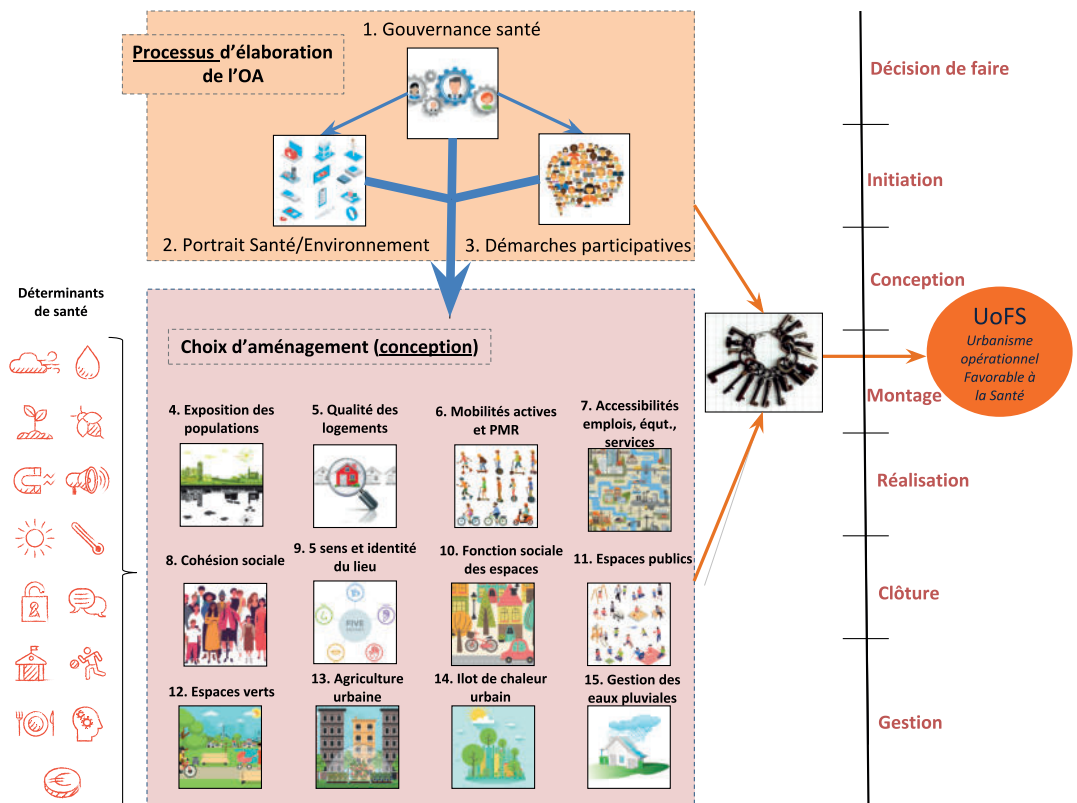 Processus d'élaboration
de l'OA
1. Gouvernance santé
2. Portrait Santé/Environnement
3. Démarches participatives
Déterminants
de santé
Choix d'aménagement (conception)
4. Exposition des
populations
5. Qualité des
logements
6. Mobilités actives
et PMR
7. Accessibilités
emplois, équt.,
services
8. Cohésion sociale
9. 5 sens et identité
du lieu
FIVE
10. Fonction sociale
des espaces
11. Espaces publics
12. Espaces verts
13. Agriculture
urbaine
14. Ilot de chaleur
urbain
15. Gestion des
eaux pluviales
Décision de faire
Initiation
Conception
Montage
Réalisation
Clôture
Gestion
UoFS
Urbanisme
opérationnel
Favorable à
la Santé